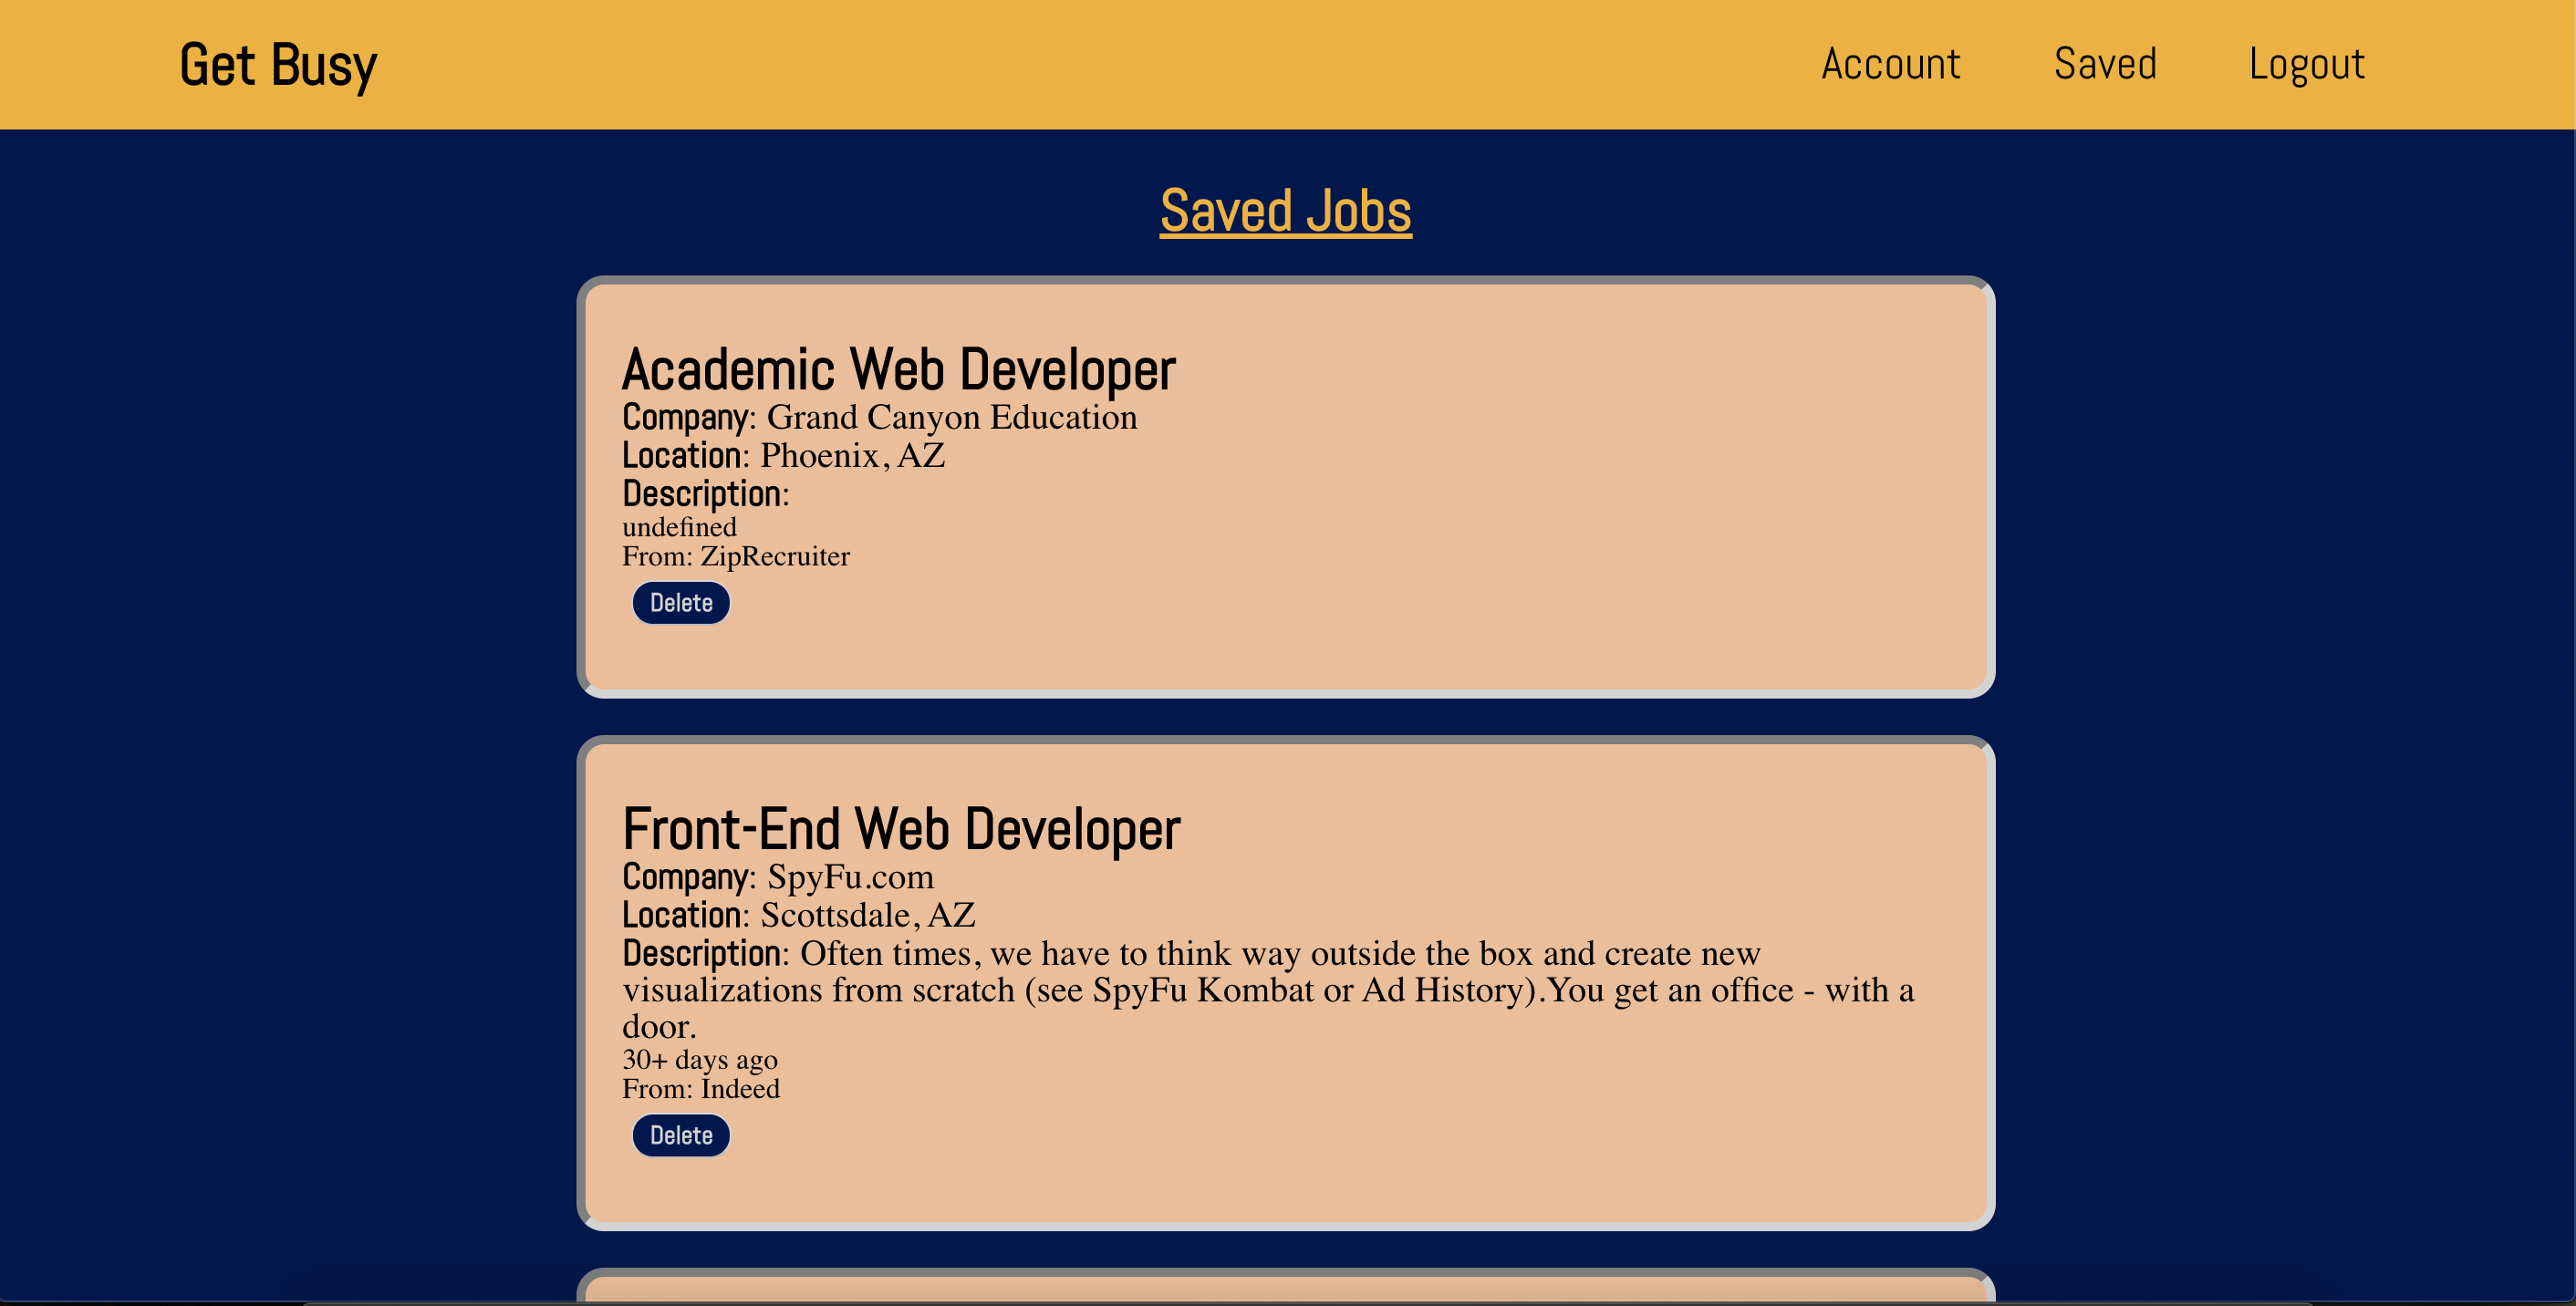 Get Busy Account Saved Logout
Saved Jobs
Academic Web Developer
Company: Grand Canyon Education
Location: Phoenix, AZ
Description:
undefined
From: ZipRecruiter
Delete
Front-End Web Developer
Company: SpyFu.com
Location: Scottsdale, AZ
Description: Often times, we have to think way outside the box and create new
visualizations from scratch (see SpyFu Kombat or Ad History).You get an office - with a
door.
30+ days ago
From: Indeed
Delete